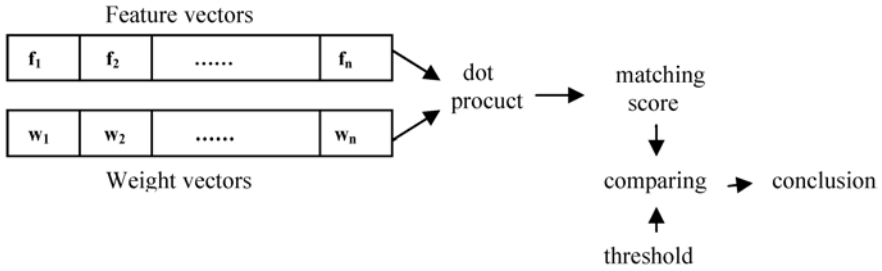 Feature vectors
f1 f2 ...... fn
w1 w2 ...... wn
Weight vectors
dot
procuct
matching
score
comparing
conclusion
threshold